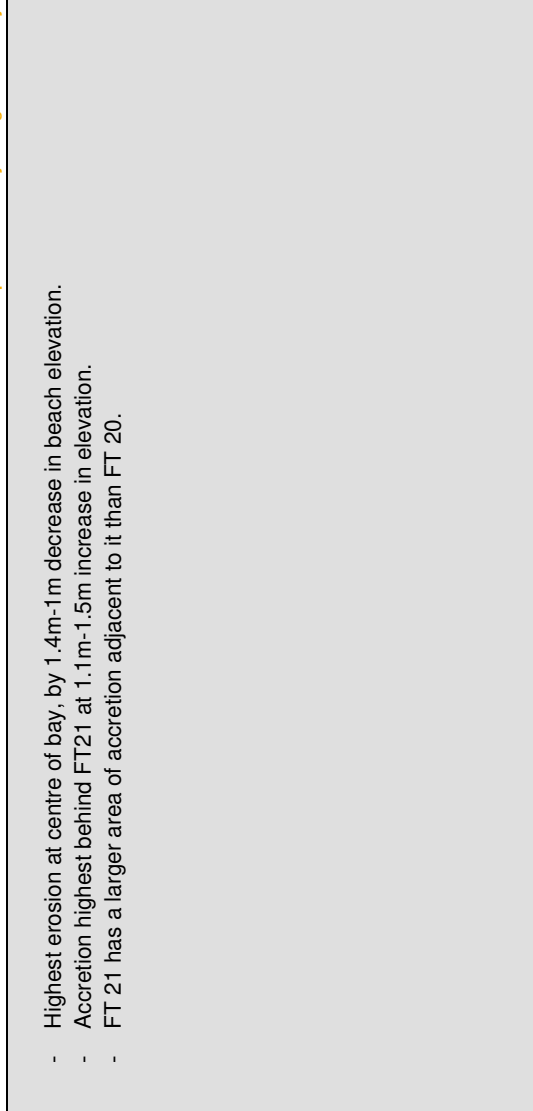 - Highest erosion at centre of bay, by 1.4m-1m decrease in beach elevation.
- Accretion highest behind FT21 at 1.1m-1.5m increase in elevation.
- FT 21 has a larger area of accretion adjacent to it than FT 20.